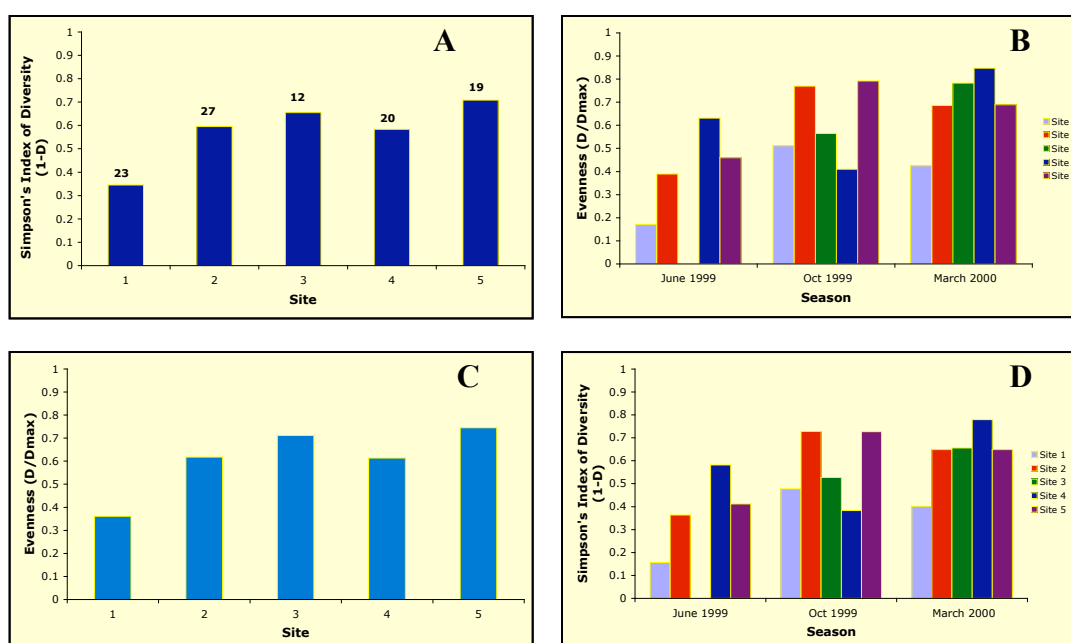 A
Simpson's Index of Diversity
(1-D)
1
0.9
0.8
0.7
0.6
0.5
0.4
0.3
0.2
0.1
0
23
27
12
20
19
1 2 3 4 5
Site
B
Evenness (D/Dmax)
1
0.9
0.8
0.7
0.6
0.5
0.4
0.3
0.2
0.1
0
June 1999 Oct 1999 March 2000
Season
Site
Site
Site
Site
Site
C
Evenness (D/Dmax)
1
0.9
0.8
0.7
0.6
0.5
0.4
0.3
0.2
0.1
0
1 2 3 4 5
Site
D
Simpson's Index of Diversity
(1-D)
1
0.9
0.8
0.7
0.6
0.5
0.4
0.3
0.2
0.1
0
June 1999 Oct 1999 March 2000
Season
Site 1
Site 2
Site 3
Site 4
Site 5